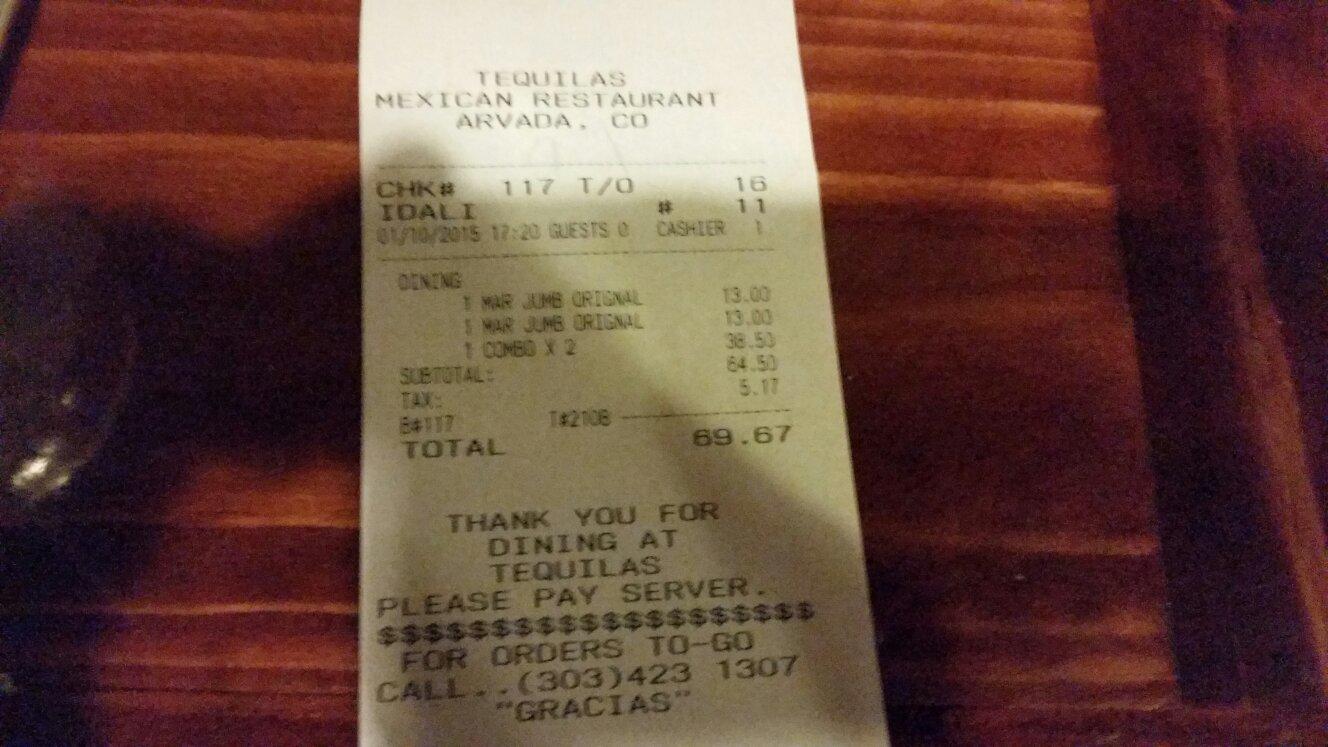 TEQUILAS
MEXICAN RESTAURANT
ARVADA, CO
CHK# 117 T/O 16
IDALI # 11
01/10/2015 17:20 GUESTS 0 CASHIER 1
DINING
1 MAR JUMB ORIGNAL 13.00
1 MAR JUMB ORIGNAL 13.00
1 COMBO X 2 38.50
SUBTOTAL: 64.50
TAX: 5.17
B#117 T#2108
TOTAL 69.67
THANK YOU FOR
DINING AT
TEQUILAS
PLEASE PAY SERVER.
$$$$$$$$$$$$$$$$$$$$
FOR ORDERS TO-GO
CALL..(303)423 1307
"GRACIAS"